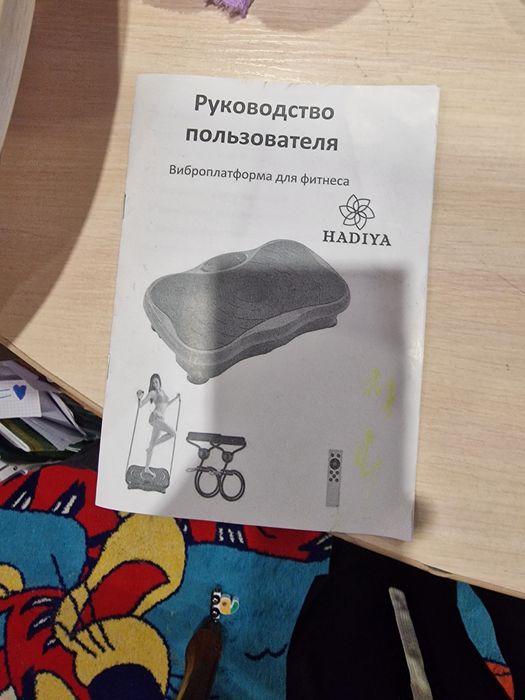 Руководство
пользователя
Виброплатформа для фитнеса
HADIYA